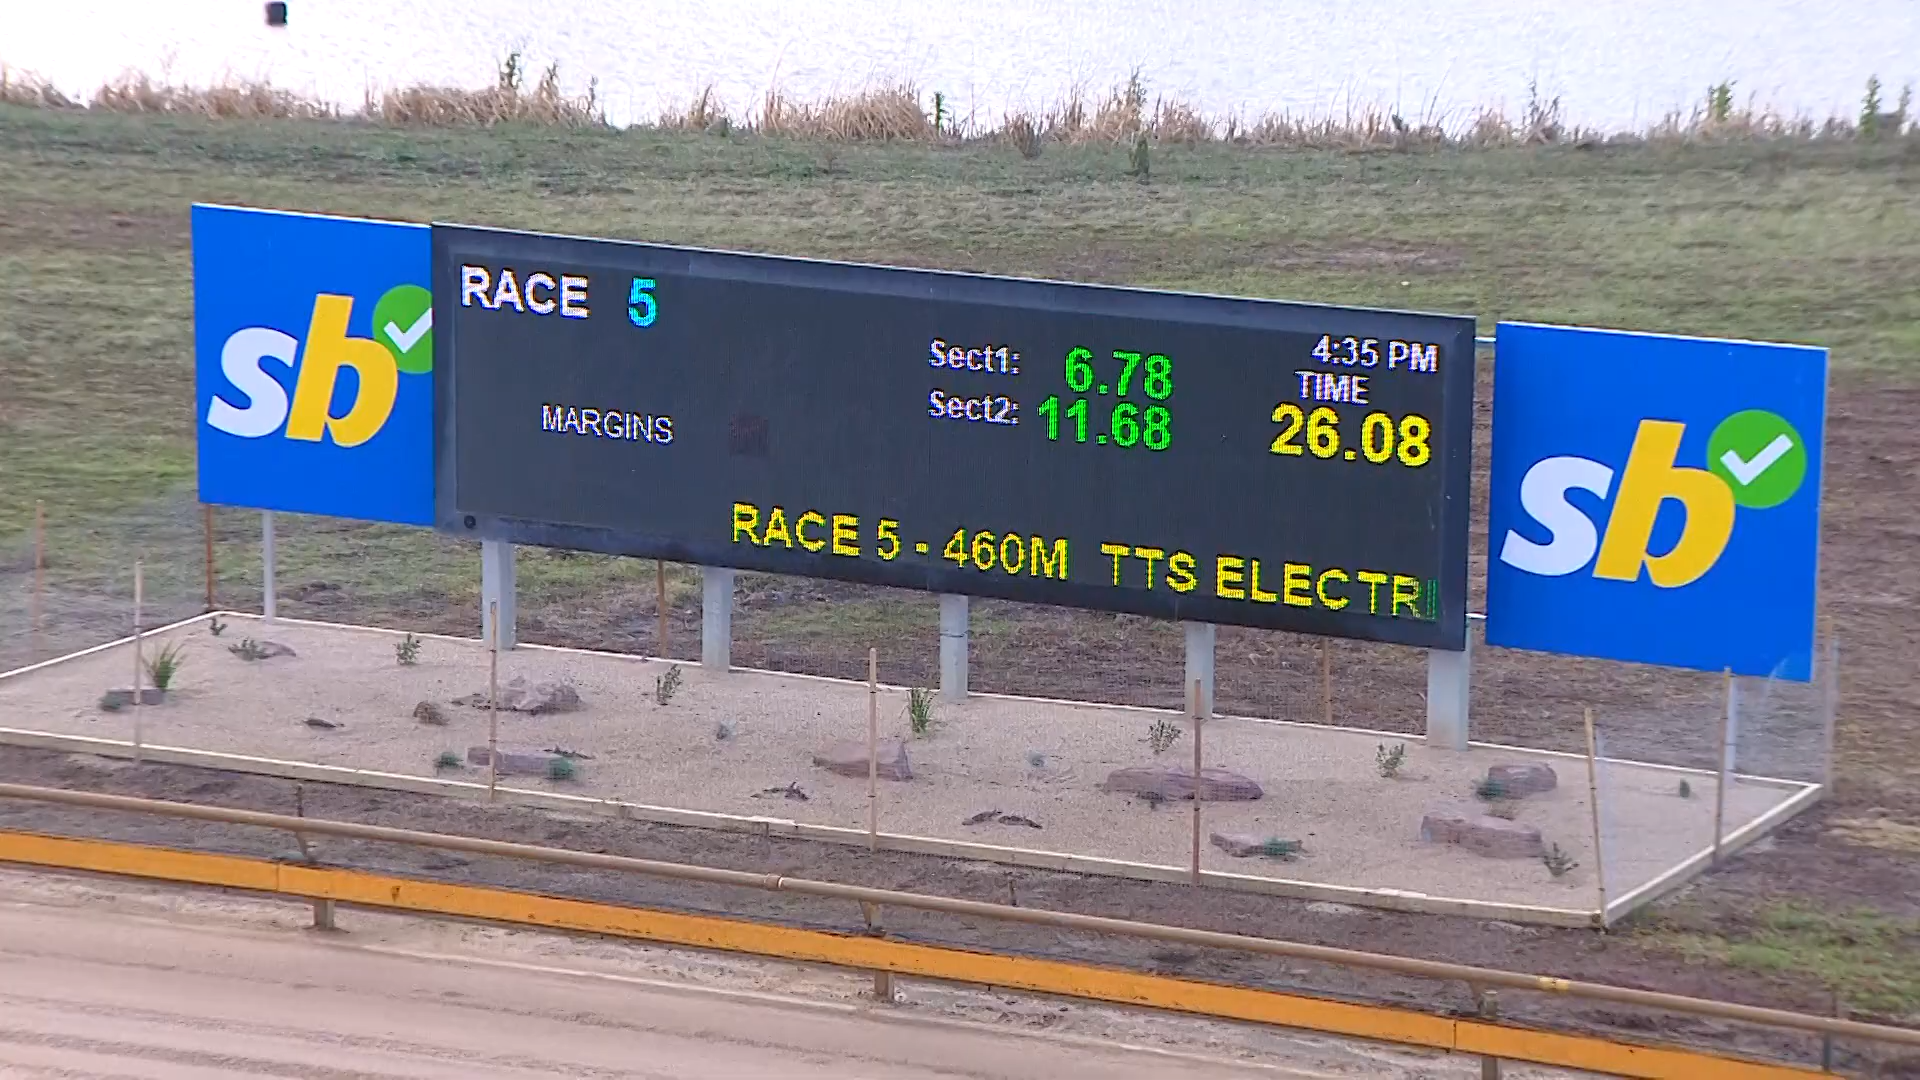 sb
RACE 5
Sect1: 6.78
4:35 PM
TIME
Sect2: 11.68
26.08
MARGINS
RACE 5 - 460M TTS ELECTRI
sb